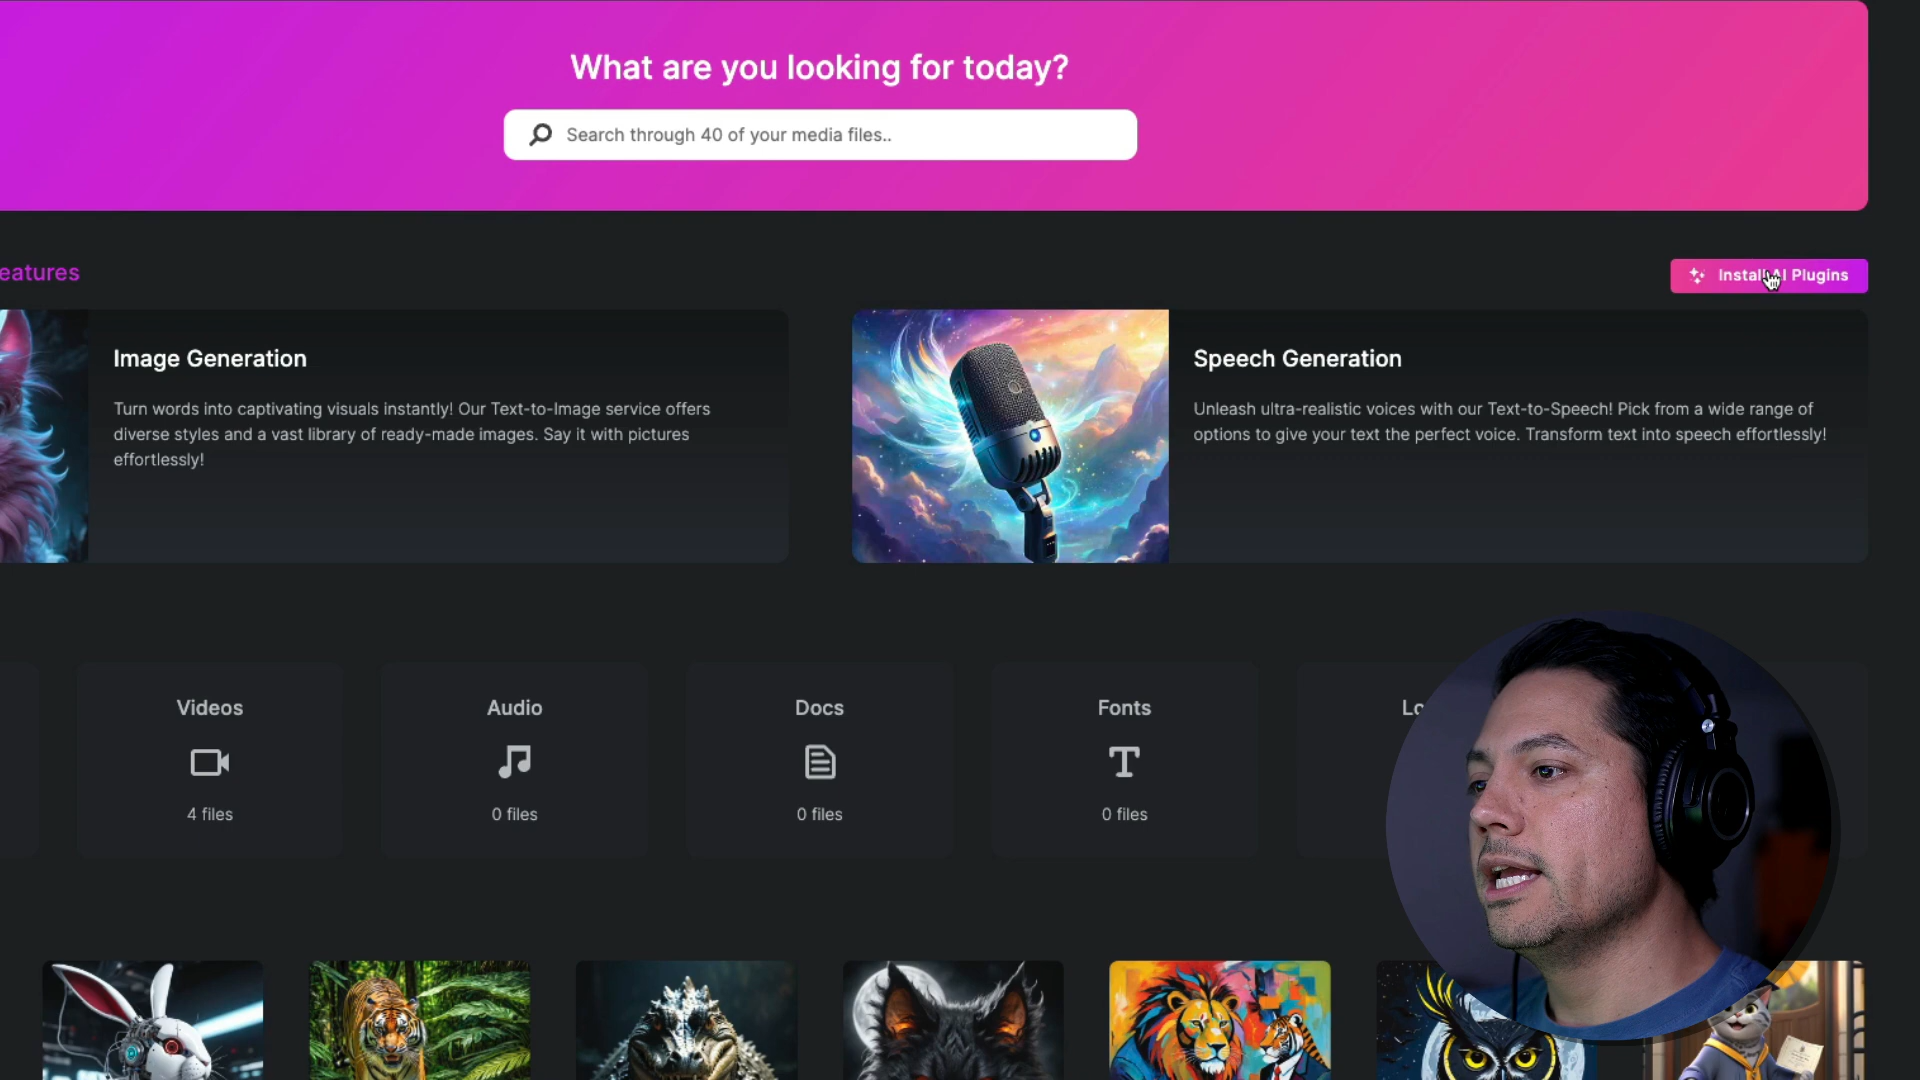 What are you looking for today?
Search through 40 of your media files..
eatures
Install AI Plugins
Image Generation
Turn words into captivating visuals instantly! Our Text-to-Image service offers
diverse styles and a vast library of ready-made images. Say it with pictures
effortlessly!
Speech Generation
Unleash ultra-realistic voices with our Text-to-Speech! Pick from a wide range of
options to give your text the perfect voice. Transform text into speech effortlessly!
Videos
4 files
Audio
0 files
Docs
0 files
Fonts
0 files
Lo